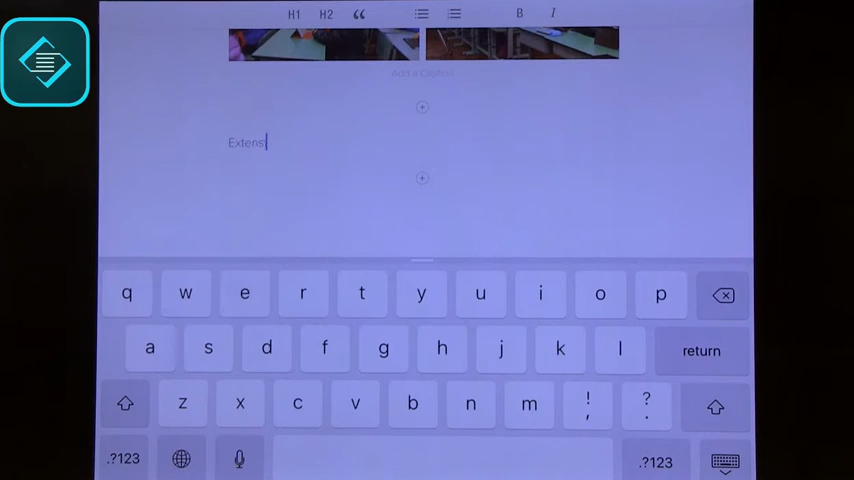 H1 H2 “ B I
Add a Caption
Extens
q w e r t y u i o p
a s d f g h j k l return
z x c v b n m ! , ? .
.?123 .?123